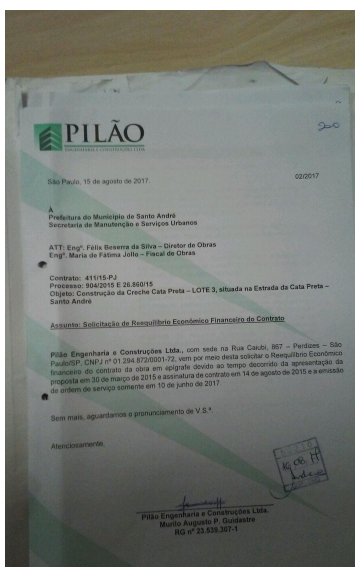 PILÃO
ENGENHARIA E CONSTRUÇÕES LTDA
São Paulo, 15 de agosto de 2017.
02/2017
À
Prefeitura do Município de Santo André
Secretaria de Manutenção e Serviços Urbanos
ATT: Engº. Félix Beserra da Silva – Diretor de Obras
Engº. Maria de Fátima Jollo – Fiscal de Obras
Contrato: 411/15-PJ
Processo: 904/2015 E 26.860/15
Objeto: Construção da Creche Cata Preta – LOTE 3, situada na Estrada da Cata Preta –
Santo André
Assunto: Solicitação de Reequilíbrio Econômico Financeiro do Contrato
Pilão Engenharia e Construções Ltda., com sede na Rua Caiubi, 887 – Perdizes – São
Paulo/SP, CNPJ nº 01.294.872/0001-72, vem por meio desta solicitar o Reequilíbrio Econômico
financeiro do contrato da obra em epígrafe devido ao tempo decorrido da apresentação da
proposta em 30 de março de 2015 e assinatura de contrato em 14 de agosto de 2015 e a emissão
de ordem de serviço somente em 10 de junho de 2017.
Sem mais, aguardamos o pronunciamento de V.Sª.
Atenciosamente,
Pilão Engenharia e Construções Ltda.
Murilo Augusto P. Guidastre
RG nº 33.539.307-1